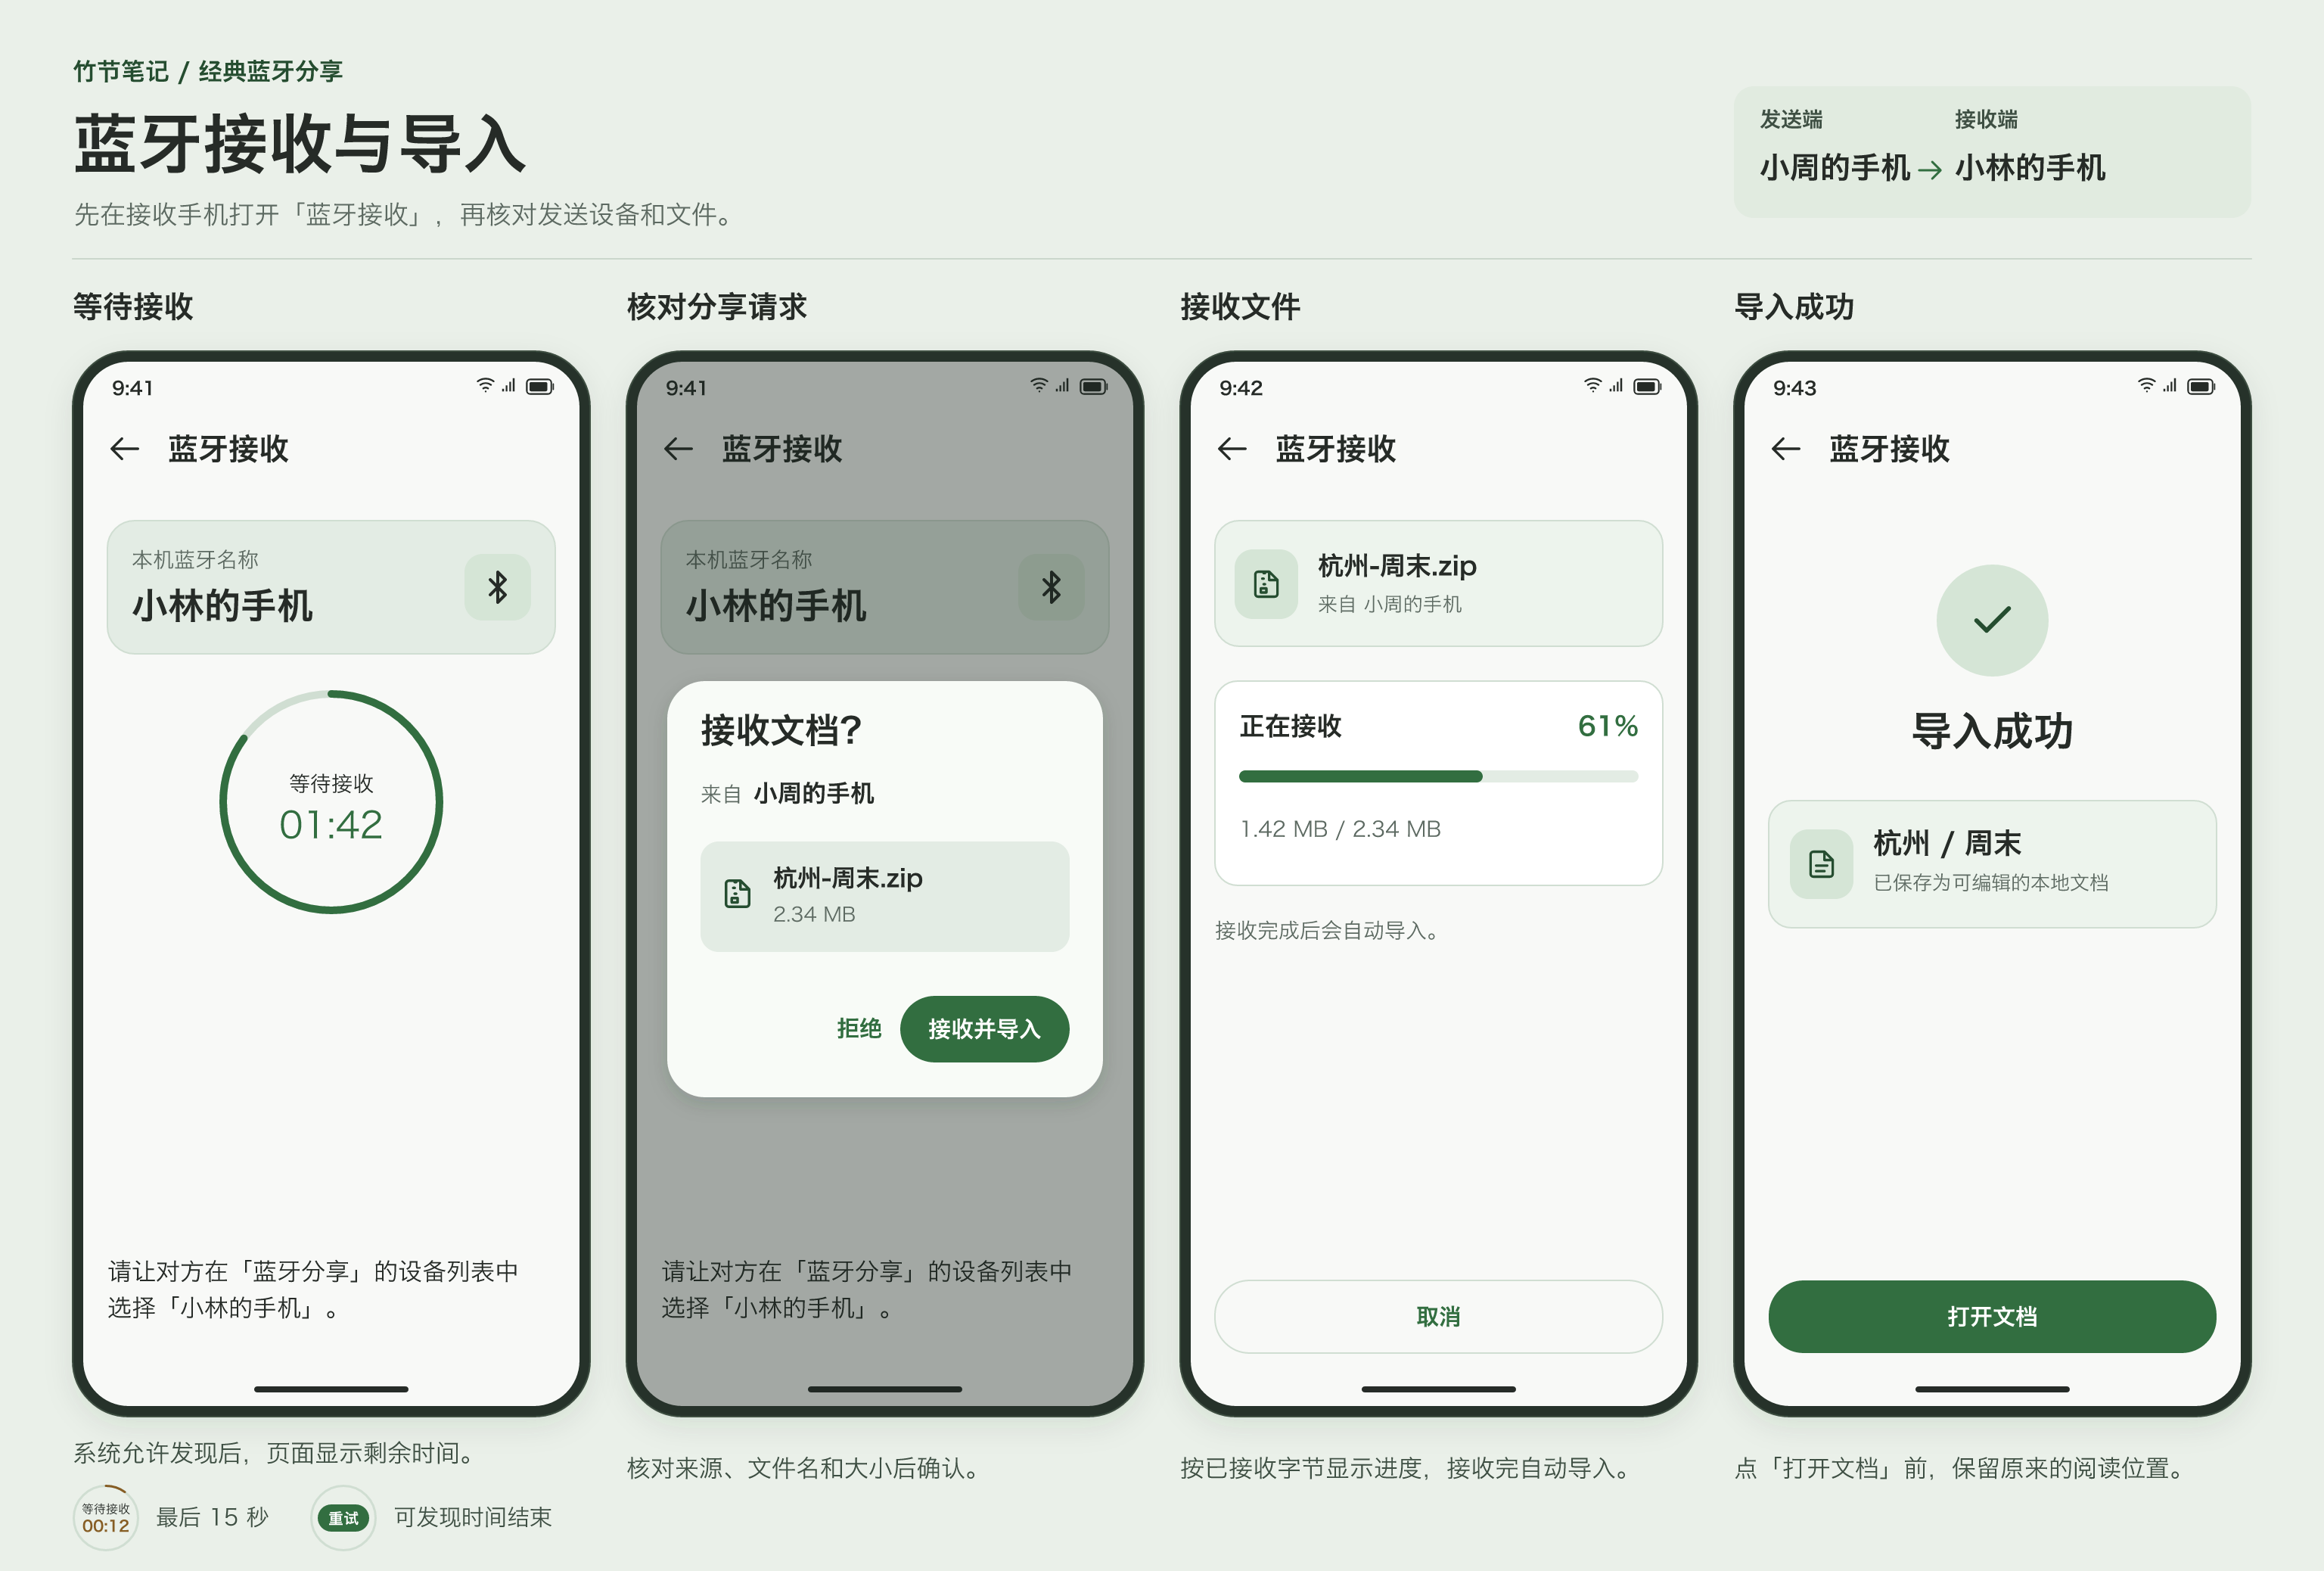 竹节笔记 / 经典蓝牙分享
蓝牙接收与导入
先在接收手机打开「蓝牙接收」，再核对发送设备和文件。
发送端
接收端
小周的手机 → 小林的手机
等待接收
9:41
蓝牙接收
本机蓝牙名称
小林的手机
等待接收
01:42
请让对方在「蓝牙分享」的设备列表中
选择「小林的手机」。
系统允许发现后，页面显示剩余时间。
等待接收
00:12
最后 15 秒
重试
可发现时间结束
核对分享请求
9:41
蓝牙接收
本机蓝牙名称
小林的手机
接收文档?
来自 小周的手机
杭州-周末.zip
2.34 MB
拒绝
接收并导入
请让对方在「蓝牙分享」的设备列表中
选择「小林的手机」。
核对来源、文件名和大小后确认。
接收文件
9:42
蓝牙接收
杭州-周末.zip
来自 小周的手机
正在接收
61%
1.42 MB / 2.34 MB
接收完成后会自动导入。
取消
按已接收字节显示进度，接收完自动导入。
导入成功
9:43
蓝牙接收
导入成功
杭州 / 周末
已保存为可编辑的本地文档
打开文档
点「打开文档」前，保留原来的阅读位置。